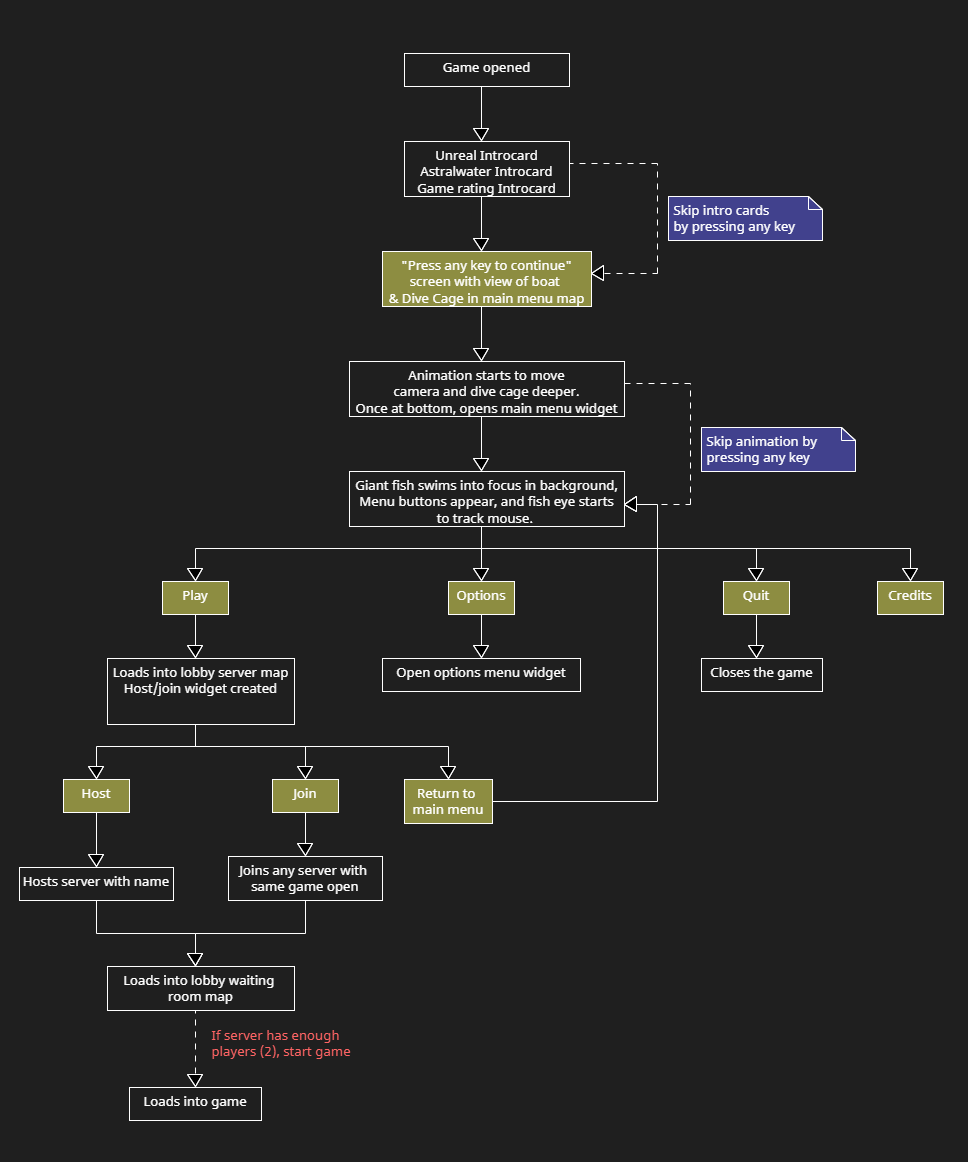 Game opened
Unreal Introcard
Astralwater Introcard
Game rating Introcard
Skip intro cards
by pressing any key
"Press any key to continue"
screen with view of boat
& Dive Cage in main menu map
Animation starts to move
camera and dive cage deeper.
Once at bottom, opens main menu widget
Skip animation by
pressing any key
Giant fish swims into focus in background,
Menu buttons appear, and fish eye starts
to track mouse.
Play
Options
Quit
Credits
Loads into lobby server map
Host/join widget created
Open options menu widget
Closes the game
Host
Join
Return to
main menu
Hosts server with name
Joins any server with
same game open
Loads into lobby waiting
room map
If server has enough
players (2), start game
Loads into game